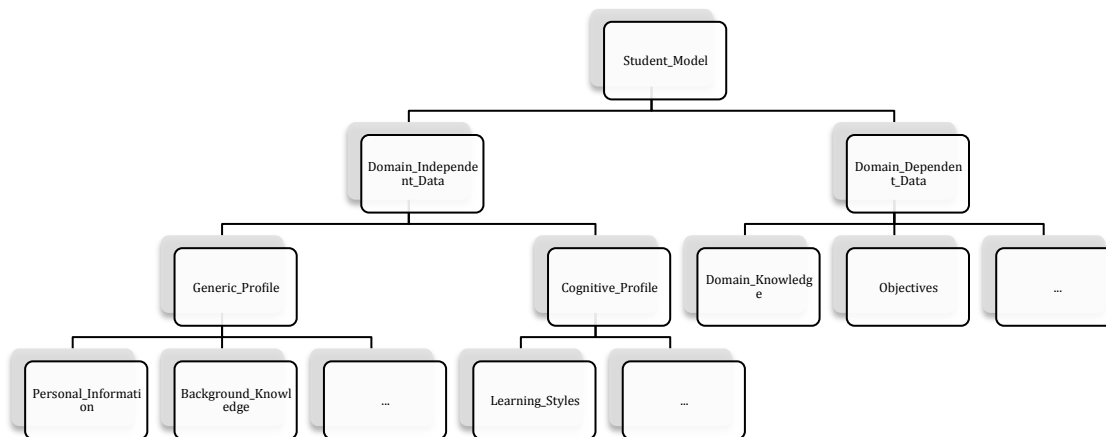 Student_Model
Domain_Independe
nt_Data
Domain_Dependen
t_Data
Generic_Profile
Cognitive_Profile
Domain_Knowledg
e
Objectives
...
Personal_Informati
on
Background_Knowl
edge
...
Learning_Styles
...